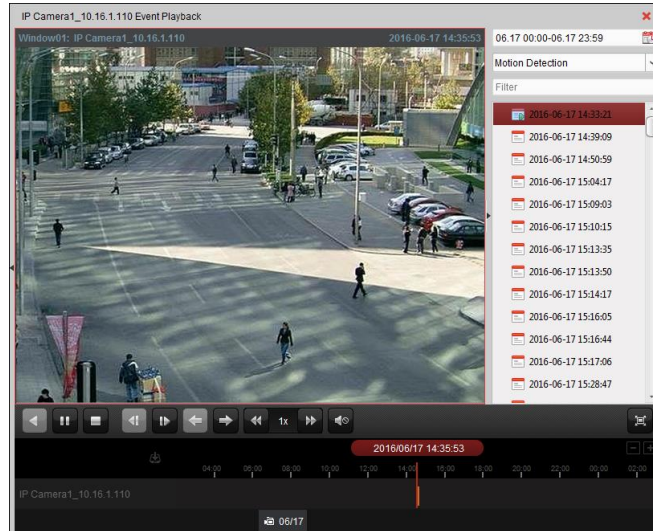 IP Camera1_10.16.1.110 Event Playback
Window01: IP Camera1_10.16.1.110
2016-06-17 14:35:53
06.17 00:00-06.17 23:59
Motion Detection
Filter
2016-06-17 14:33:21
2016-06-17 14:39:09
2016-06-17 14:50:59
2016-06-17 15:04:17
2016-06-17 15:09:03
2016-06-17 15:10:15
2016-06-17 15:13:35
2016-06-17 15:13:50
2016-06-17 15:14:17
2016-06-17 15:16:05
2016-06-17 15:16:44
2016-06-17 15:17:06
2016-06-17 15:28:47
1x
2016/06/17 14:35:53
04:00 06:00 08:00 10:00 12:00 14:00 16:00 18:00 20:00 22:00 00:00 02:00
IP Camera1_10.16.1.110
06/17